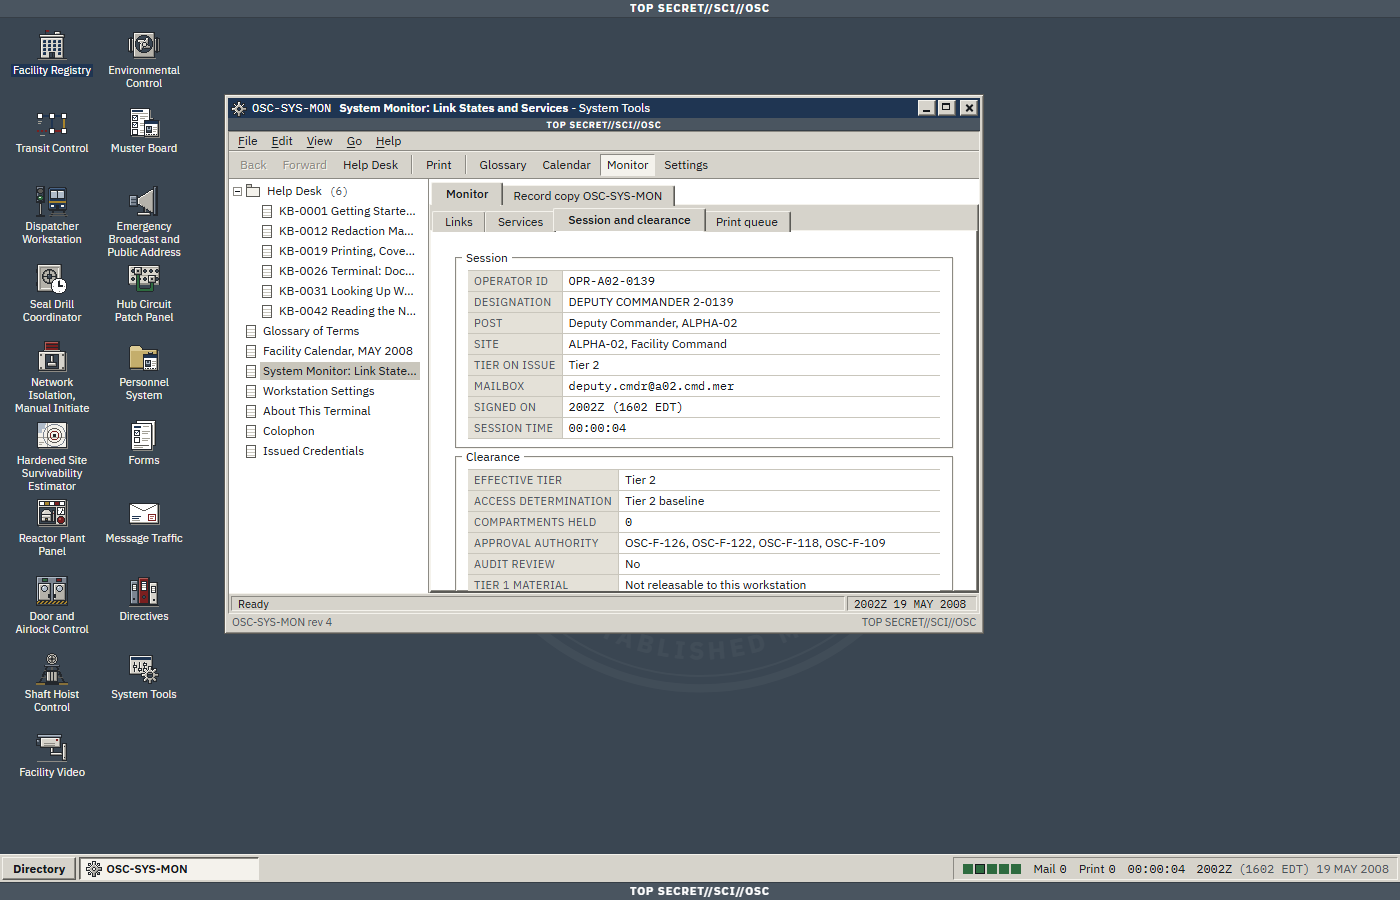 TOP SECRET//SCI//OSC
Facility Registry
Environmental
Control
Transit Control
Muster Board
Dispatcher
Workstation
Emergency
Broadcast and
Public Address
Seal Drill
Coordinator
Hub Circuit
Patch Panel
Network
Isolation,
Manual Initiate
Personnel
System
Hardened Site
Survivability
Estimator
Forms
Reactor Plant
Panel
Message Traffic
Door and
Airlock Control
Directives
Shaft Hoist
Control
System Tools
Facility Video
OSC-SYS-MON System Monitor: Link States and Services - System Tools
TOP SECRET//SCI//OSC
File Edit View Go Help
Back Forward Help Desk Print Glossary Calendar Monitor Settings
Help Desk (6)
KB-0001 Getting Starte...
KB-0012 Redaction Ma...
KB-0019 Printing, Cove...
KB-0026 Terminal: Doc...
KB-0031 Looking Up W...
KB-0042 Reading the N...
Glossary of Terms
Facility Calendar, MAY 2008
System Monitor: Link State...
Workstation Settings
About This Terminal
Colophon
Issued Credentials
Monitor Record copy OSC-SYS-MON
Links Services Session and clearance Print queue
Session
OPERATOR ID OPR-A02-0139
DESIGNATION DEPUTY COMMANDER 2-0139
POST Deputy Commander, ALPHA-02
SITE ALPHA-02, Facility Command
TIER ON ISSUE Tier 2
MAILBOX deputy.cmdr@a02.cmd.mer
SIGNED ON 2002Z (1602 EDT)
SESSION TIME 00:00:04
Clearance
EFFECTIVE TIER Tier 2
ACCESS DETERMINATION Tier 2 baseline
COMPARTMENTS HELD 0
APPROVAL AUTHORITY OSC-F-126, OSC-F-122, OSC-F-118, OSC-F-109
AUDIT REVIEW No
TIER 1 MATERIAL Not releasable to this workstation
Ready 2002Z 19 MAY 2008
OSC-SYS-MON rev 4 TOP SECRET//SCI//OSC
Directory OSC-SYS-MON Mail 0 Print 0 00:00:04 2002Z (1602 EDT) 19 MAY 2008
TOP SECRET//SCI//OSC